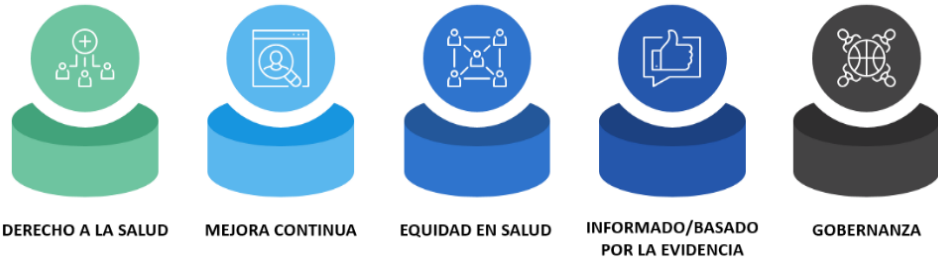 DERECHO A LA SALUD
MEJORA CONTINUA
EQUIDAD EN SALUD
INFORMADO/BASADO
POR LA EVIDENCIA
GOBERNANZA